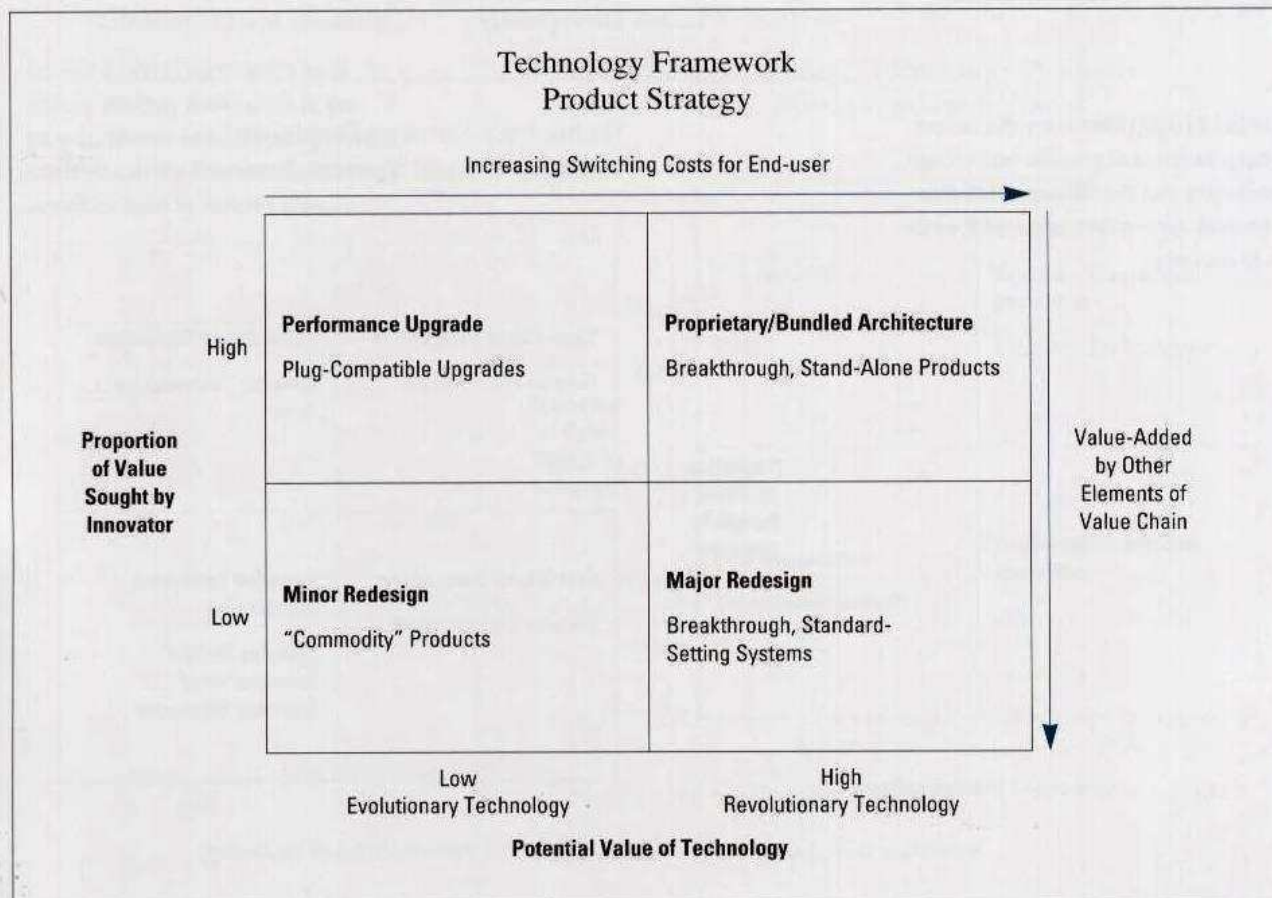 Technology Framework
Product Strategy
Increasing Switching Costs for End-user
High
Performance Upgrade
Plug-Compatible Upgrades
Proprietary/Bundled Architecture
Breakthrough, Stand-Alone Products
Proportion
of Value
Sought by
Innovator
Value-Added
by Other
Elements of
Value Chain
Low
Minor Redesign
“Commodity” Products
Major Redesign
Breakthrough, Standard-
Setting Systems
Low
Evolutionary Technology
High
Revolutionary Technology
Potential Value of Technology